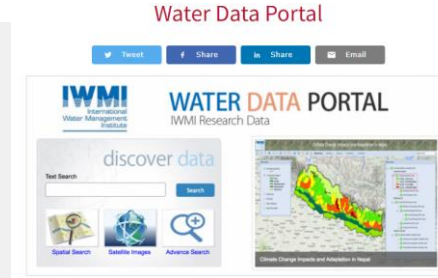 Water Data Portal
Tweet
Share
Share
Email
IWMI
International
Water Management
Institute
WATER DATA PORTAL
IWMI Research Data
discover data
Text Search
Search
Spatial Search
Satellite Images
Advance Search
Climate Change Impacts and Adaptation in Nepal